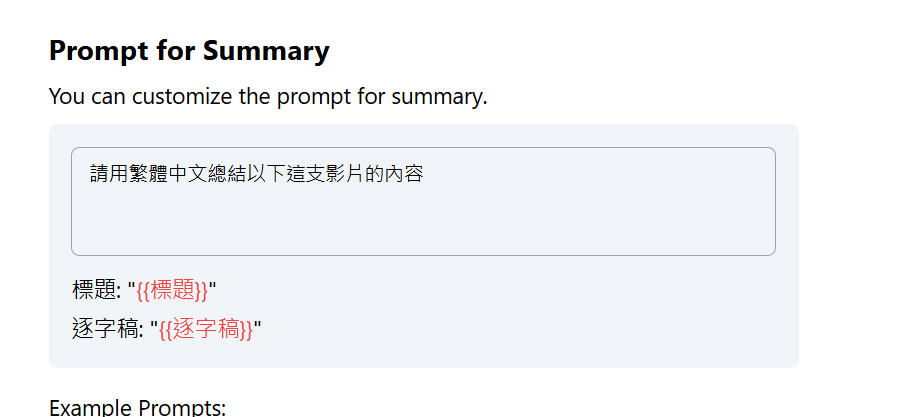 Prompt for Summary
You can customize the prompt for summary.
請用繁體中文總結以下這支影片的內容
標題: "{{標題}}"
逐字稿: "{{逐字稿}}"
Example Prompts: